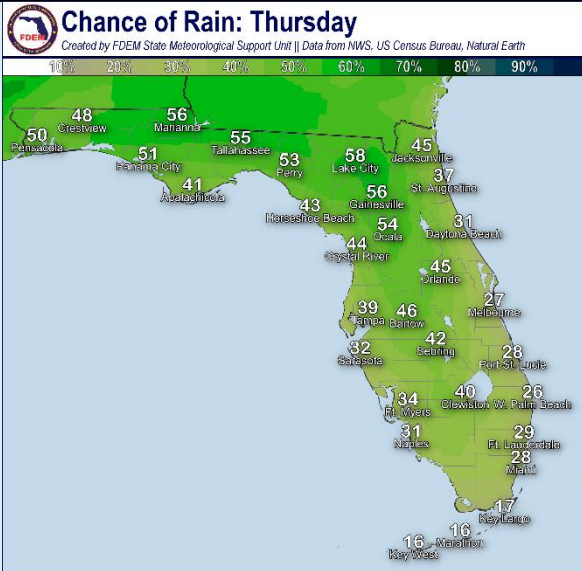 FDEM
Chance of Rain: Thursday
Created by FDEM State Meteorological Support Unit || Data from NWS, US Census Bureau, Natural Earth
10% 20% 30% 40% 50% 60% 70% 80% 90%
48
Crestview
56
Marianna
50
Pensacola
55
Tallahassee
51
Panama City
53
Perry
58
Lake City
45
Jacksonville
41
Apalachicola
37
St. Augustine
56
Gainesville
43
Horseshoe Beach
54
Ocala
31
Daytona Beach
44
Crystal River
45
Orlando
27
Melbourne
39
Tampa
46
Bartow
32
Sarasota
42
Sebring
28
Port St. Lucie
34
Ft. Myers
40
Clewiston
26
W. Palm Beach
31
Naples
29
Ft. Lauderdale
28
Miami
17
Key Largo
16
Marathon
16
Key West